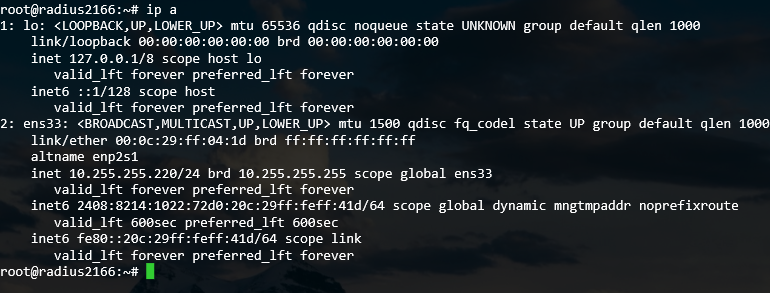 root@radius2166:~# ip a
1: lo: <LOOPBACK,UP,LOWER_UP> mtu 65536 qdisc noqueue state UNKNOWN group default qlen 1000
    link/loopback 00:00:00:00:00:00 brd 00:00:00:00:00:00
    inet 127.0.0.1/8 scope host lo
       valid_lft forever preferred_lft forever
    inet6 ::1/128 scope host
       valid_lft forever preferred_lft forever
2: ens33: <BROADCAST,MULTICAST,UP,LOWER_UP> mtu 1500 qdisc fq_codel state UP group default qlen 1000
    link/ether 00:0c:29:ff:04:1d brd ff:ff:ff:ff:ff:ff
    altname enp2s1
    inet 10.255.255.220/24 brd 10.255.255.255 scope global ens33
       valid_lft forever preferred_lft forever
    inet6 2408:8214:1022:72d0:20c:29ff:feff:41d/64 scope global dynamic mngtmpaddr noprefixroute
       valid_lft 600sec preferred_lft 600sec
    inet6 fe80::20c:29ff:feff:41d/64 scope link
       valid_lft forever preferred_lft forever
root@radius2166:~#